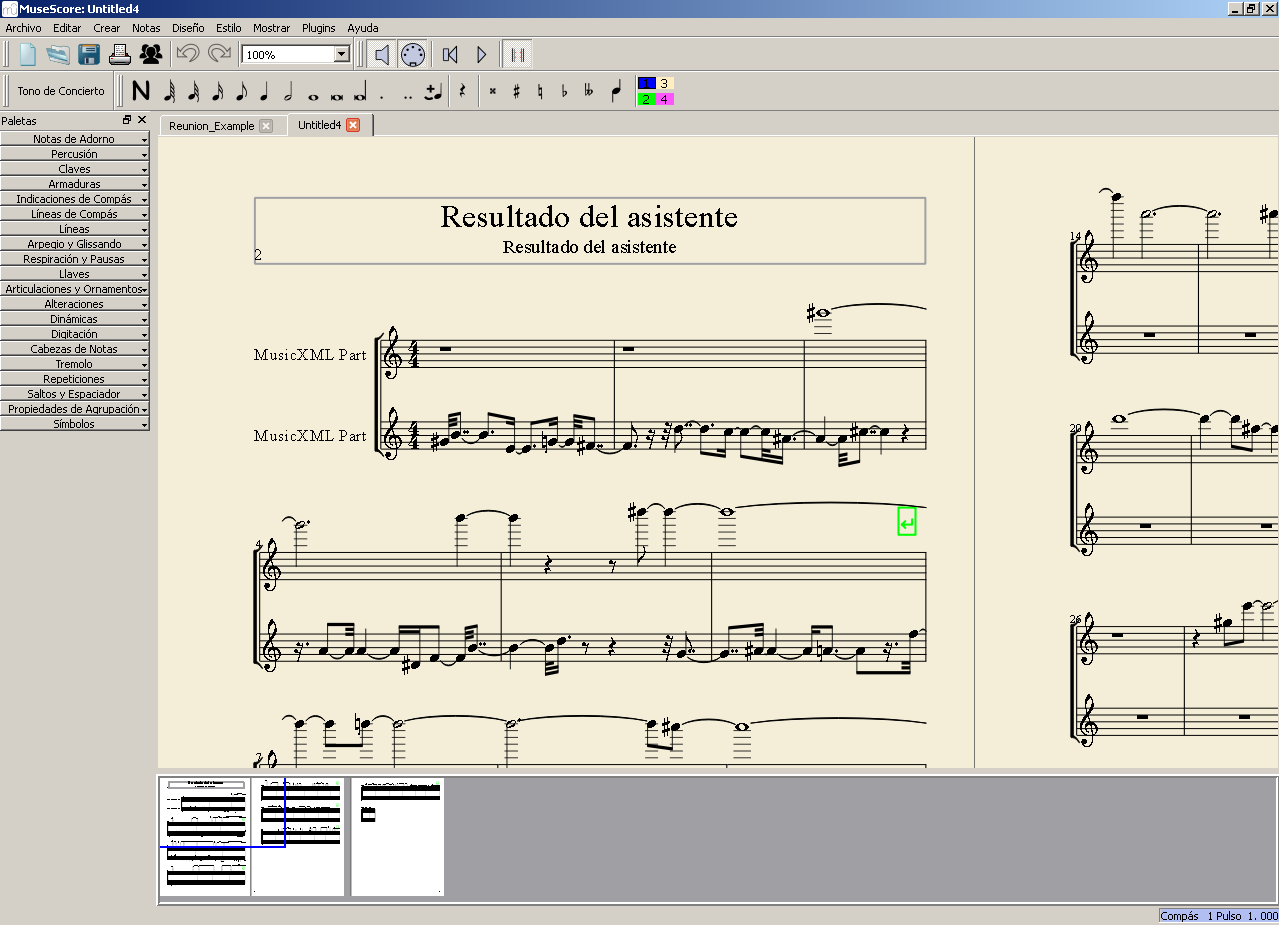 MuseScore: Untitled4
Archivo Editar Crear Notas Diseño Estilo Mostrar Plugins Ayuda
100%
Tono de Concierto
N
1 3
2 4
Paletas
Reunion_Example
Untitled4
Notas de Adorno
Percusión
Claves
Armaduras
Indicaciones de Compás
Líneas de Compás
Líneas
Arpegio y Glissando
Respiración y Pausas
Llaves
Articulaciones y Ornamentos
Alteraciones
Dinámicas
Digitación
Cabezas de Notas
Tremolo
Repeticiones
Saltos y Espaciador
Propiedades de Agrupación
Símbolos
Resultado del asistente
Resultado del asistente
2
MusicXML Part
MusicXML Part
4
7
14
20
26
Compás 1 Pulso 1. 000